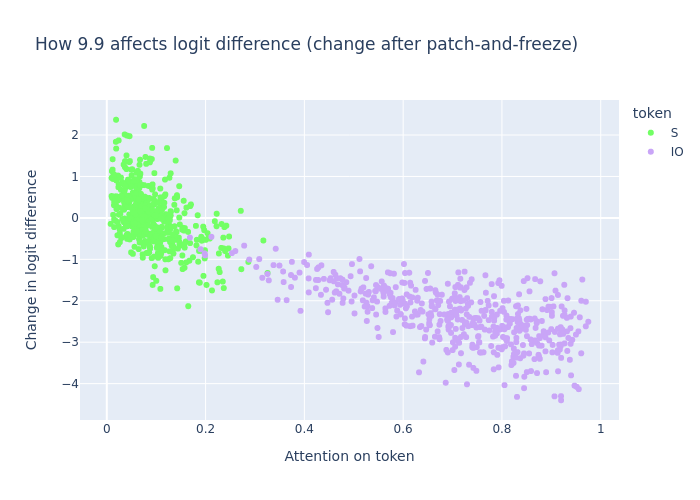 How 9.9 affects logit difference (change after patch-and-freeze)
token
S
IO
Change in logit difference
2
1
0
−1
−2
−3
−4
0
0.2
0.4
0.6
0.8
1
Attention on token